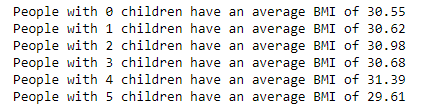 People with 0 children have an average BMI of 30.55
People with 1 children have an average BMI of 30.62
People with 2 children have an average BMI of 30.98
People with 3 children have an average BMI of 30.68
People with 4 children have an average BMI of 31.39
People with 5 children have an average BMI of 29.61